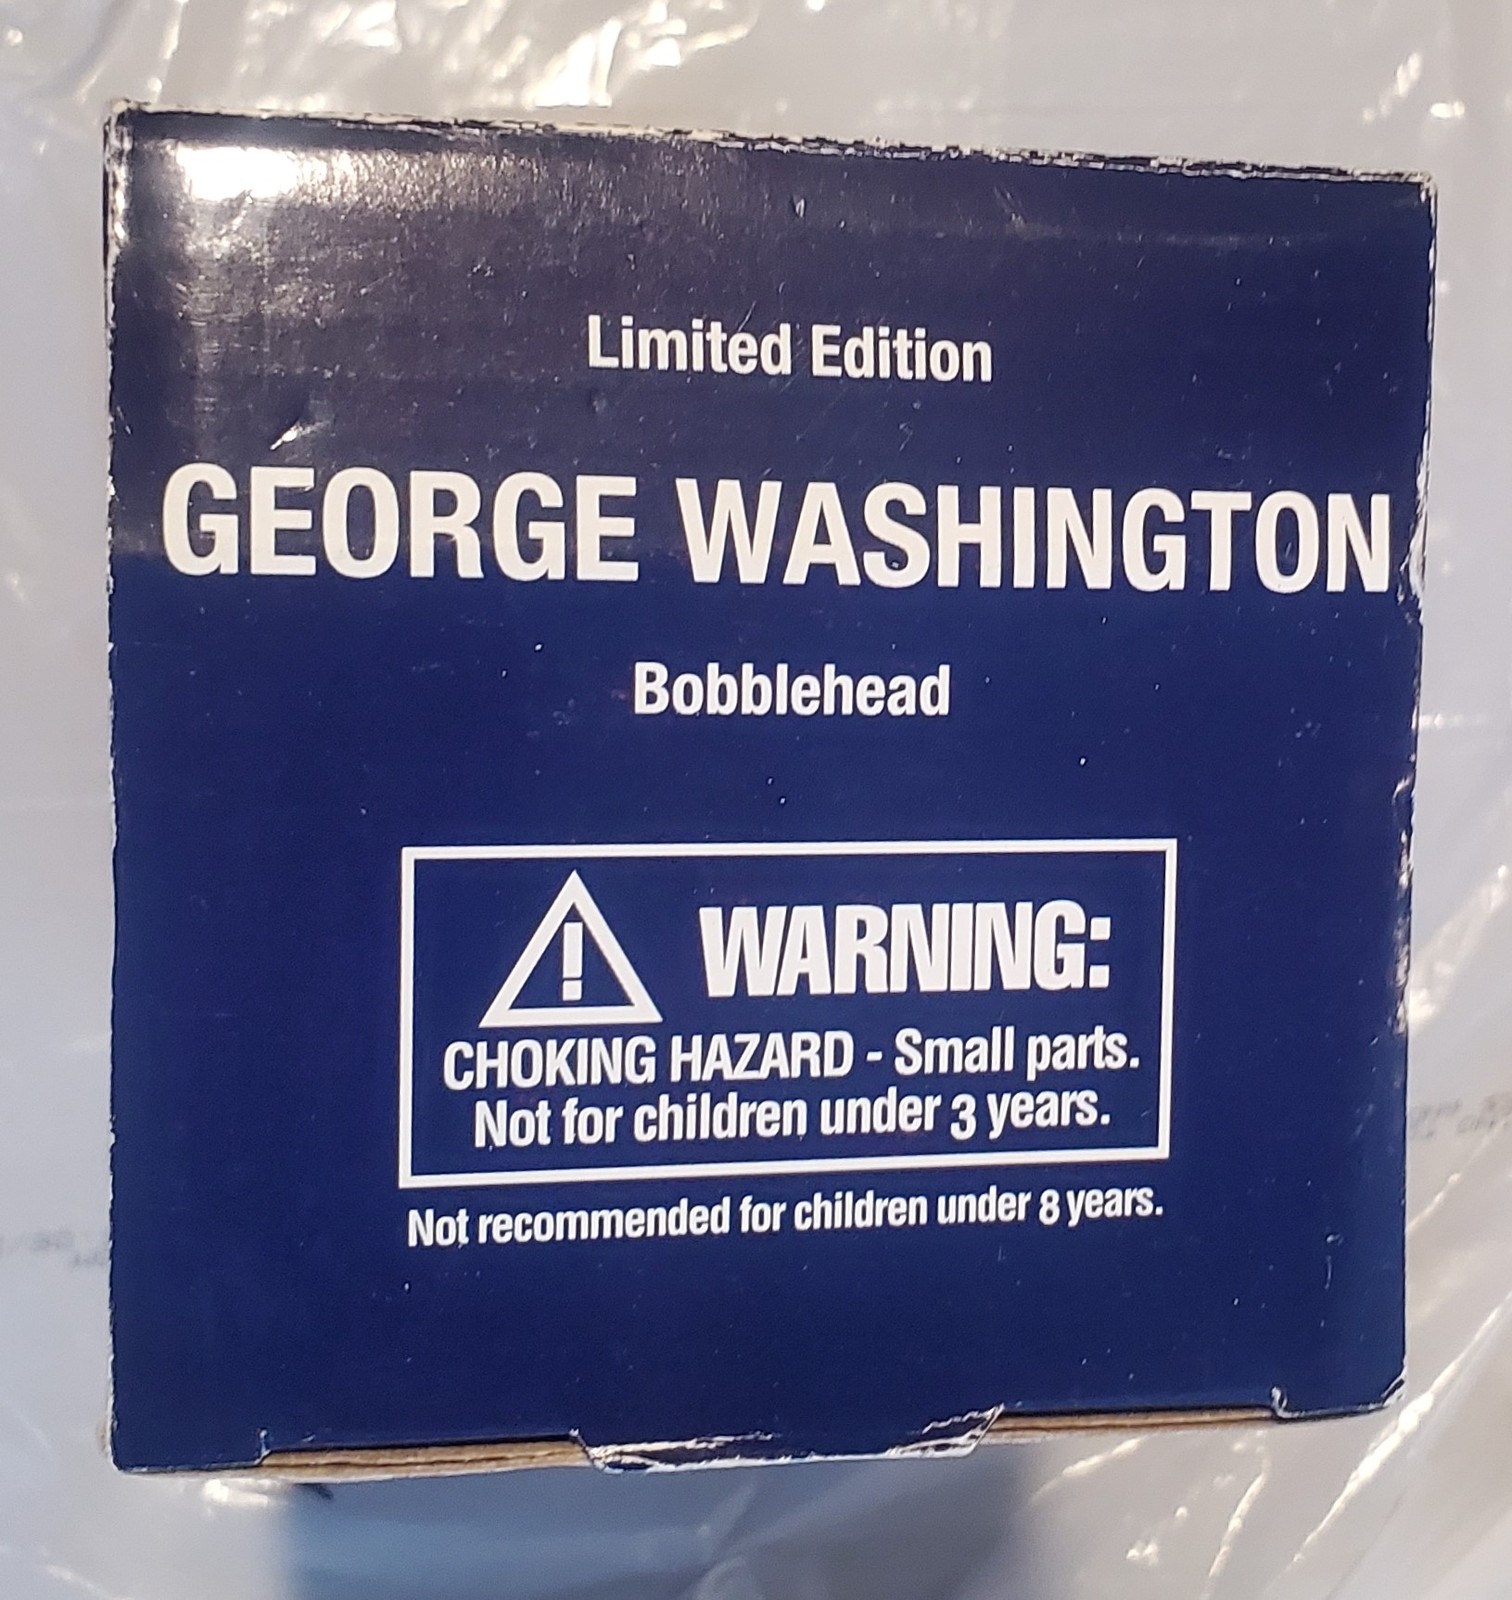 Limited Edition
GEORGE WASHINGTON
Bobblehead
WARNING:
CHOKING HAZARD - Small parts.
Not for children under 3 years.
Not recommended for children under 8 years.